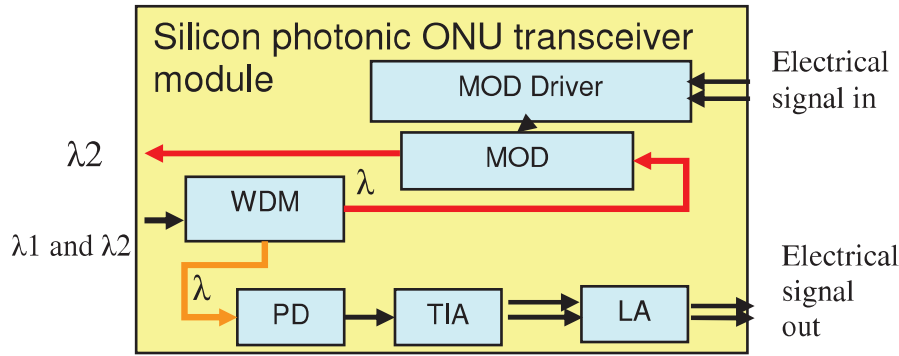 Silicon photonic ONU transceiver
module
MOD Driver
Electrical
signal in
MOD
λ2
λ
WDM
λ1 and λ2
λ
PD
TIA
LA
Electrical
signal
out